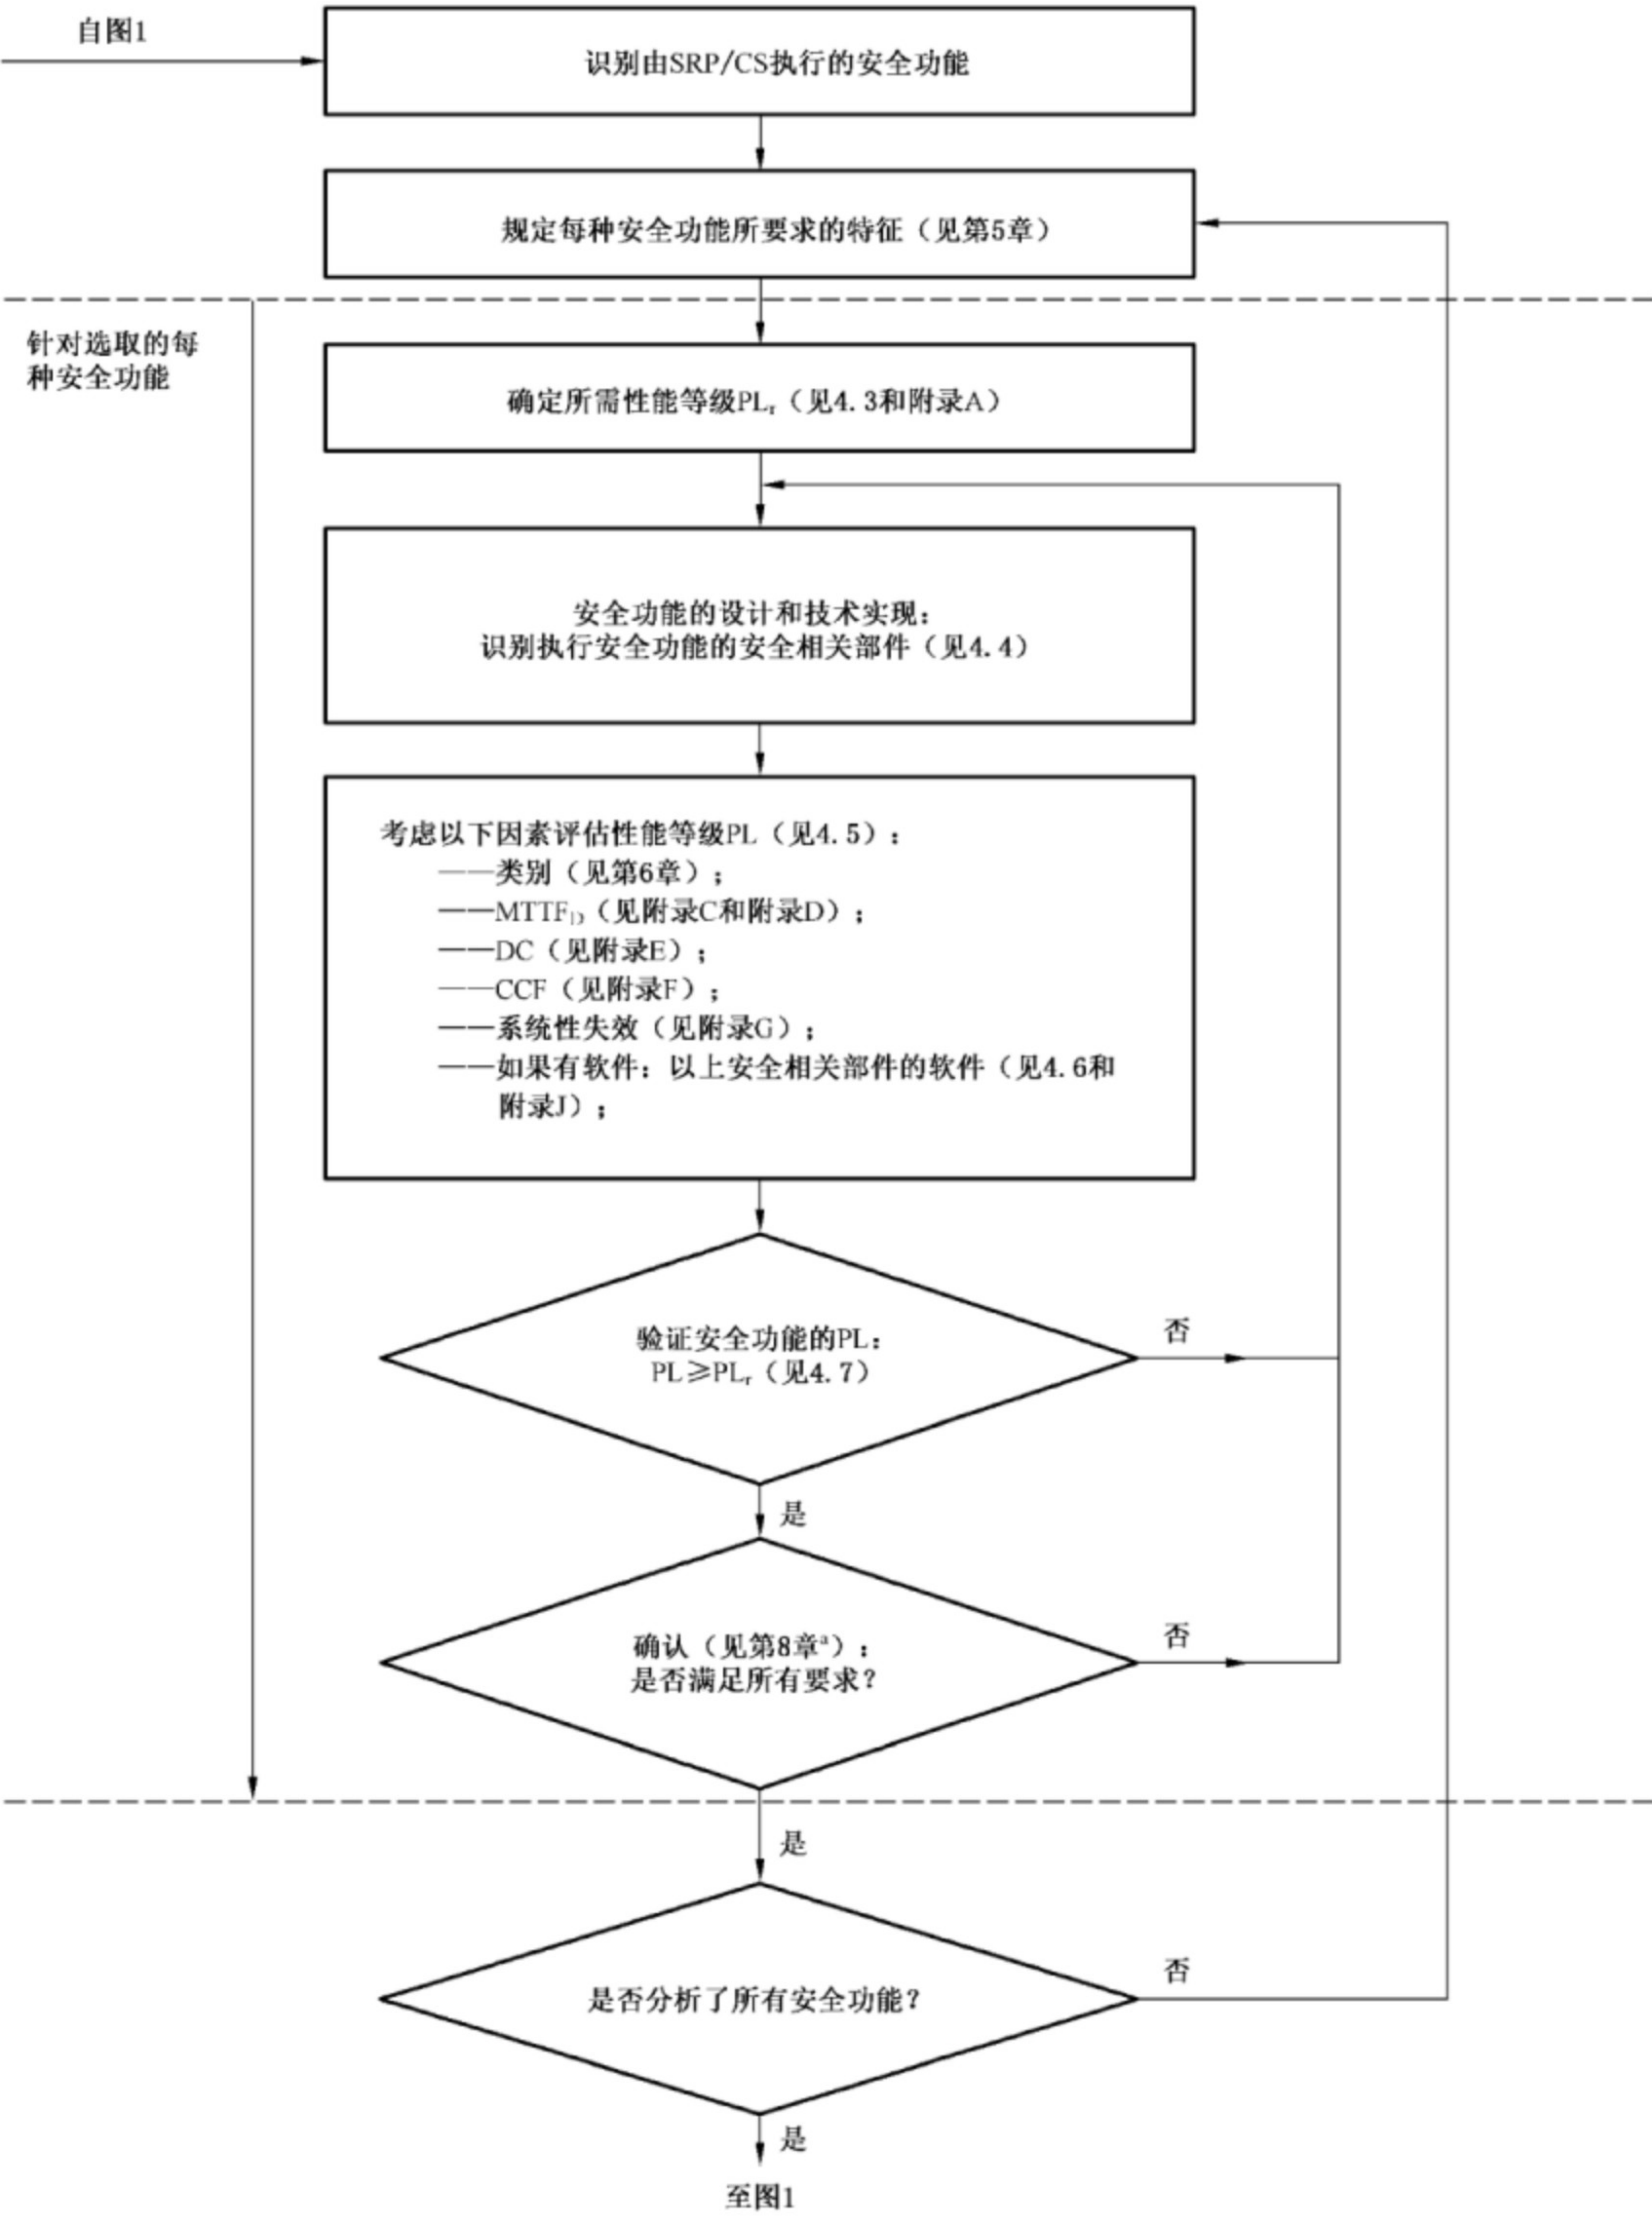 自图1
识别由SRP/CS执行的安全功能
规定每种安全功能所要求的特征（见第5章）
针对选取的每
种安全功能
确定所需性能等级PLr（见4.3和附录A）
安全功能的设计和技术实现：
识别执行安全功能的安全相关部件（见4.4）
考虑以下因素评估性能等级PL（见4.5）：
——类别（见第6章）；
——MTTFD（见附录C和附录D）；
——DC（见附录E）；
——CCF（见附录F）；
——系统性失效（见附录G）；
——如果有软件：以上安全相关部件的软件（见4.6和
附录J）；
验证安全功能的PL：
PL≥PLr（见4.7）
否
是
确认（见第8章a）：
是否满足所有要求？
否
是
是否分析了所有安全功能？
否
是
至图1